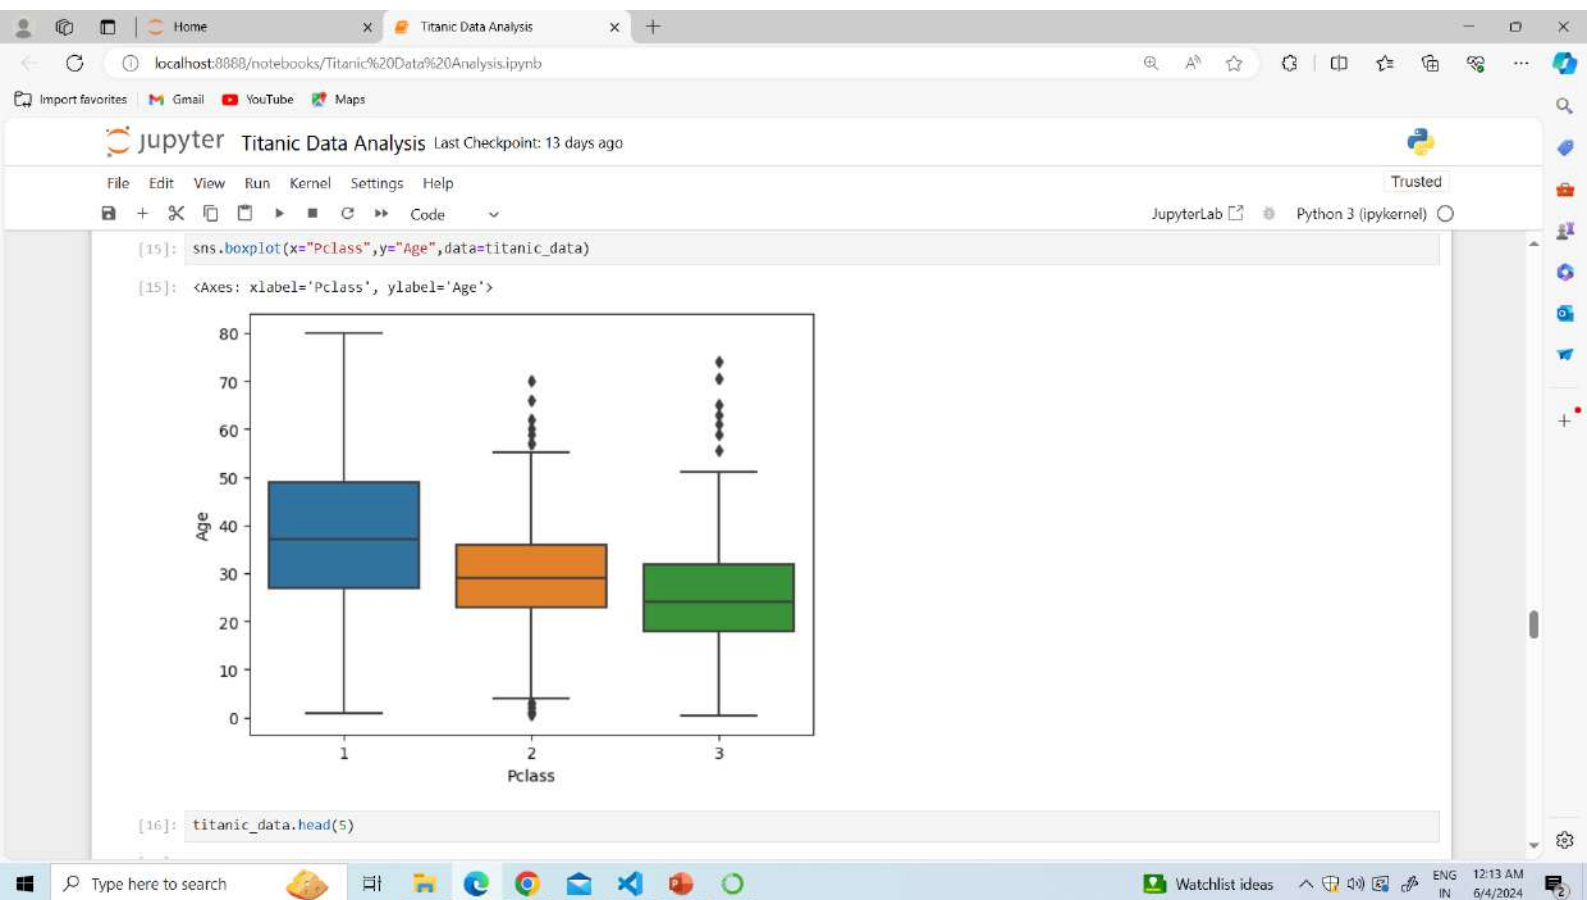 Home
Titanic Data Analysis
localhost:8888/notebooks/Titanic%20Data%20Analysis.ipynb
Import favorites Gmail YouTube Maps
jupyter Titanic Data Analysis Last Checkpoint: 13 days ago
File Edit View Run Kernel Settings Help
Trusted
Code
JupyterLab
Python 3 (ipykernel)
[15]: sns.boxplot(x="Pclass",y="Age",data=titanic_data)
[15]: <Axes: xlabel='Pclass', ylabel='Age'>
80
70
60
50
40
30
20
10
0
Age
1 2 3
Pclass
[16]: titanic_data.head(5)
Type here to search
Watchlist ideas
ENG
IN
12:13 AM
6/4/2024
2